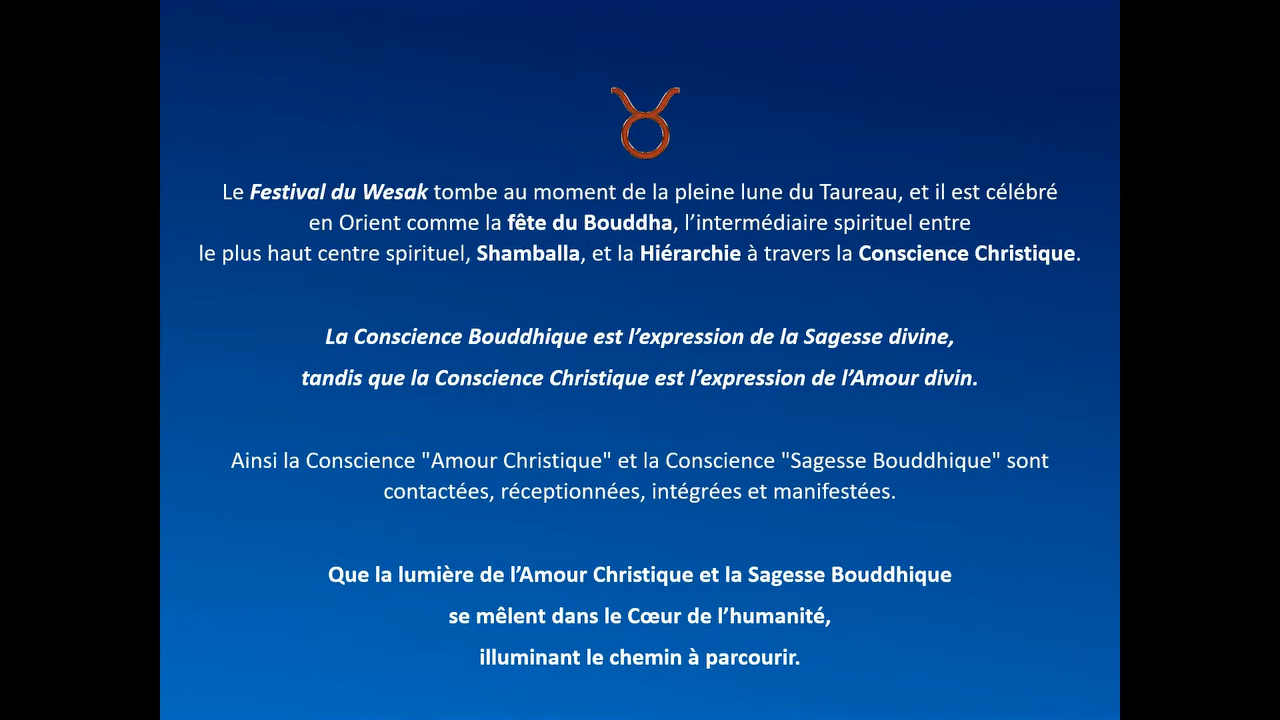 Le Festival du Wesak tombe au moment de la pleine lune du Taureau, et il est célébré
en Orient comme la fête du Bouddha, l’intermédiaire spirituel entre
le plus haut centre spirituel, Shamballa, et la Hiérarchie à travers la Conscience Christique.
La Conscience Bouddhique est l’expression de la Sagesse divine,
tandis que la Conscience Christique est l’expression de l’Amour divin.
Ainsi la Conscience "Amour Christique" et la Conscience "Sagesse Bouddhique" sont
contactées, réceptionnées, intégrées et manifestées.
Que la lumière de l’Amour Christique et la Sagesse Bouddhique
se mêlent dans le Cœur de l’humanité,
illuminant le chemin à parcourir.